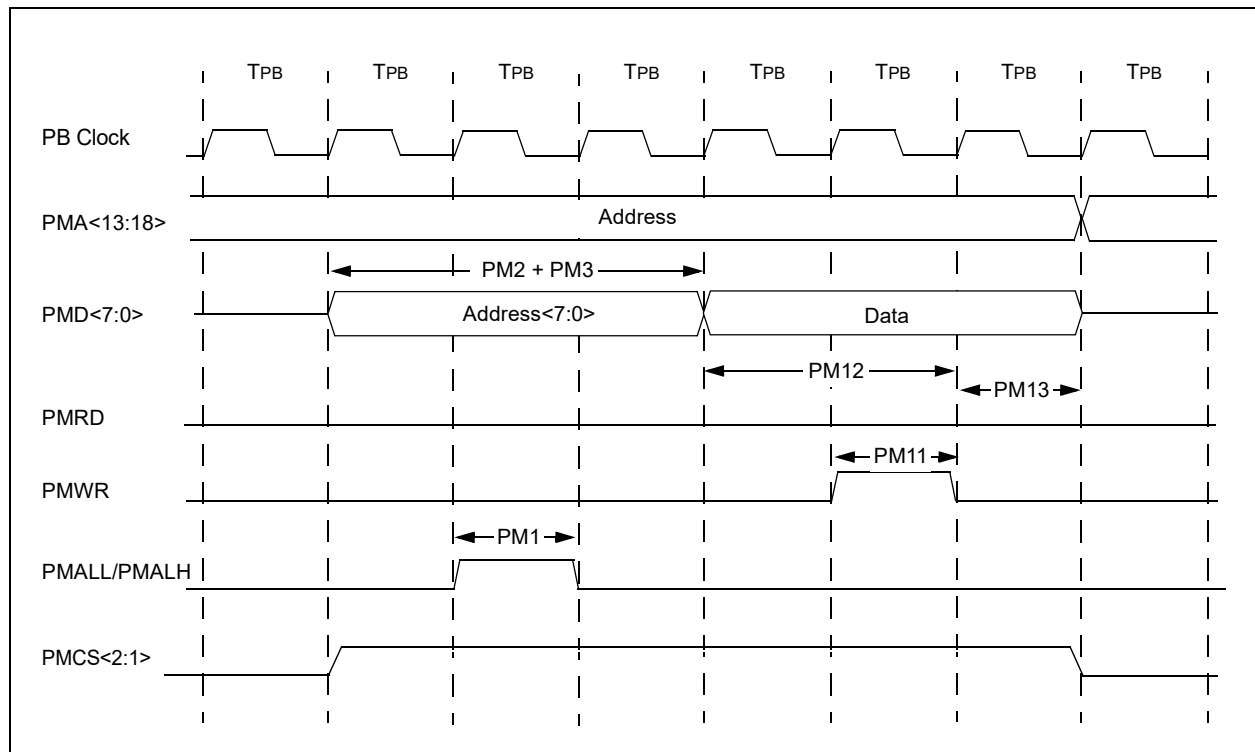 TPB TPB TPB TPB TPB TPB TPB TPB
PB Clock
PMA<13:18>
Address
PM2 + PM3
PMD<7:0>
Address<7:0>
Data
PM12
PM13
PMRD
PM11
PMWR
PM1
PMALL/PMALH
PMCS<2:1>